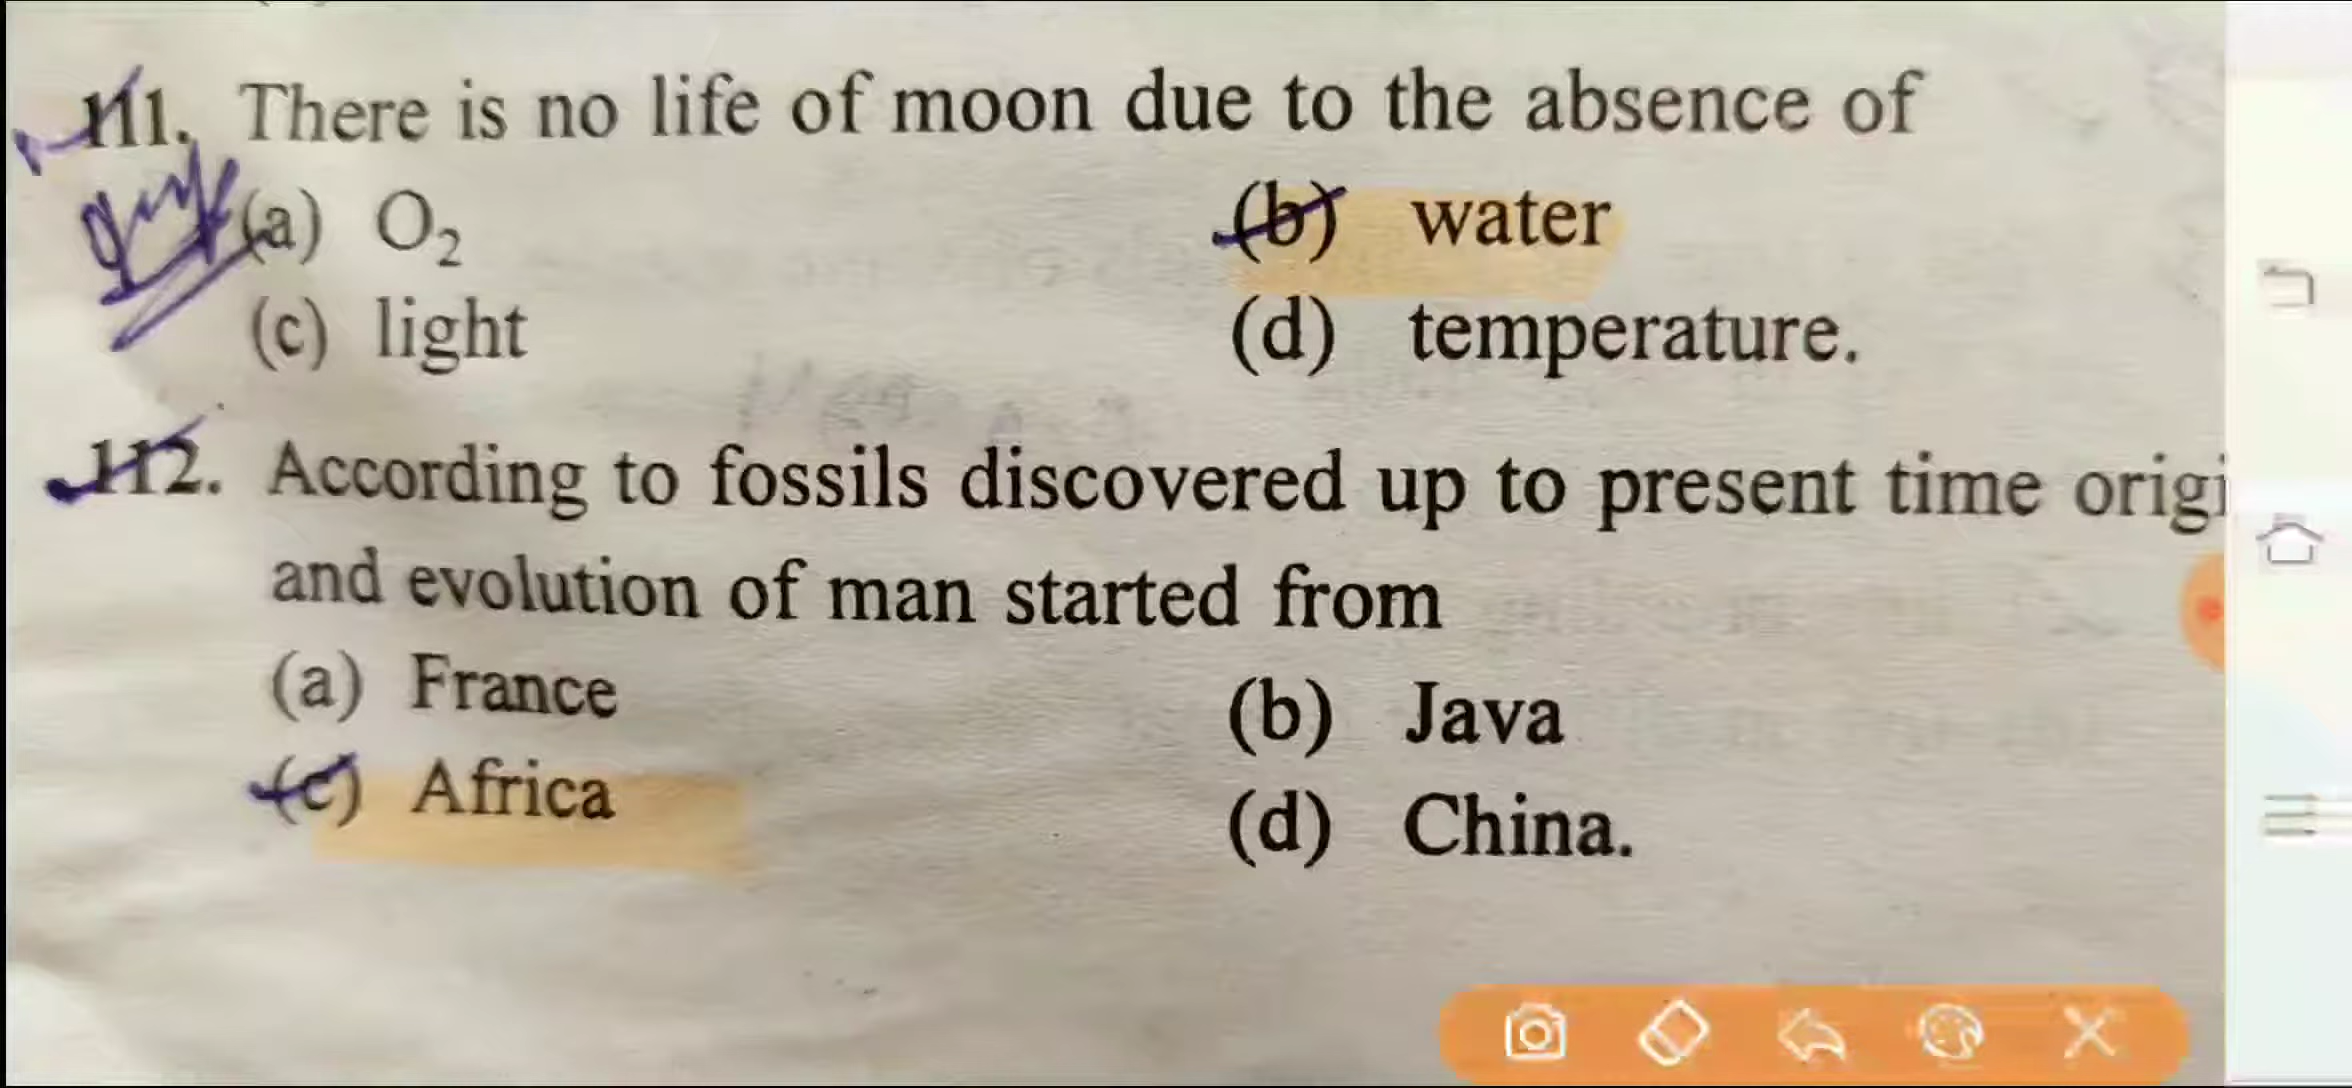 111. There is no life of moon due to the absence of
(a) O₂ (b) water
(c) light (d) temperature.
112. According to fossils discovered up to present time origi
and evolution of man started from
(a) France (b) Java
(c) Africa (d) China.